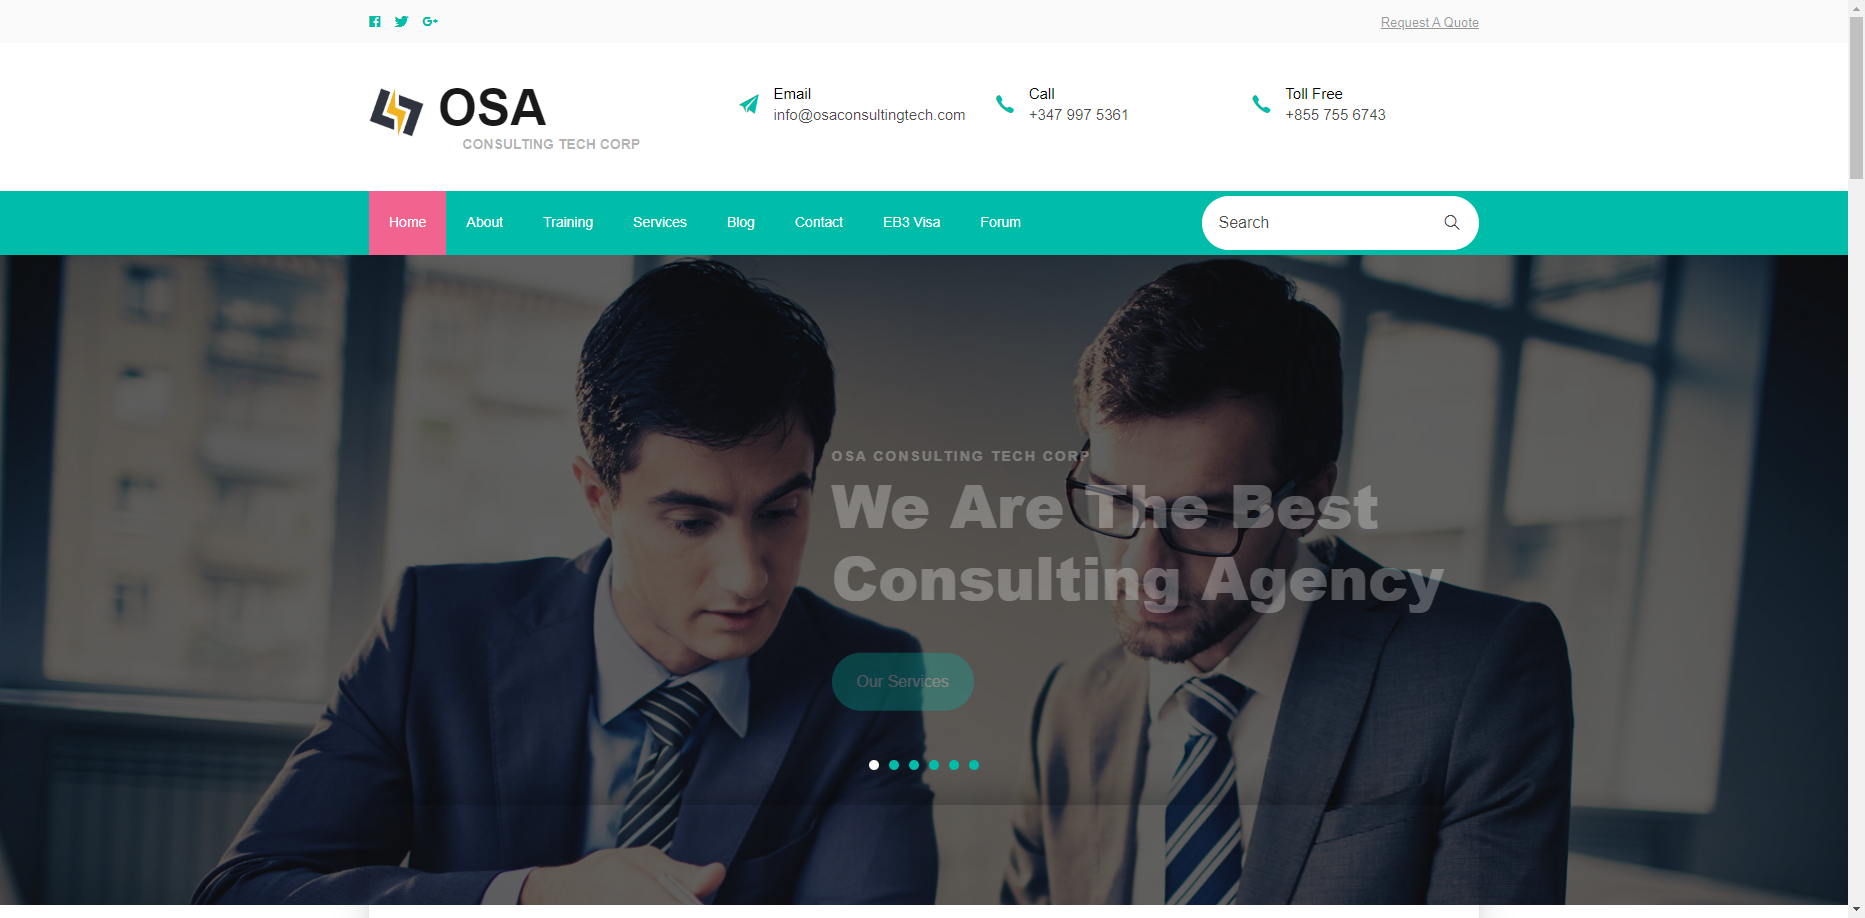 Request A Quote
OSA
CONSULTING TECH CORP
Email
info@osaconsultingtech.com
Call
+347 997 5361
Toll Free
+855 755 6743
Home
About
Training
Services
Blog
Contact
EB3 Visa
Forum
Search
OSA CONSULTING TECH CORP
We Are The Best
Consulting Agency
Our Services